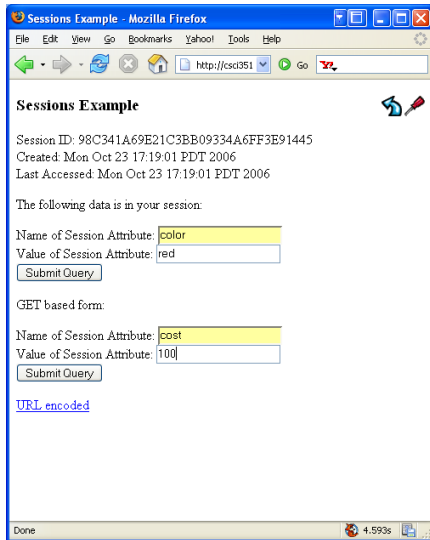 Sessions Example - Mozilla Firefox
File Edit View Go Bookmarks Yahoo! Tools Help
http://csci351 Go Y!
Sessions Example
Session ID: 98C341A69E21C3BB09334A6FF3E91445
Created: Mon Oct 23 17:19:01 PDT 2006
Last Accessed: Mon Oct 23 17:19:01 PDT 2006
The following data is in your session:
Name of Session Attribute: color
Value of Session Attribute: red
Submit Query
GET based form:
Name of Session Attribute: cost
Value of Session Attribute: 100
Submit Query
URL encoded
Done 4.593s